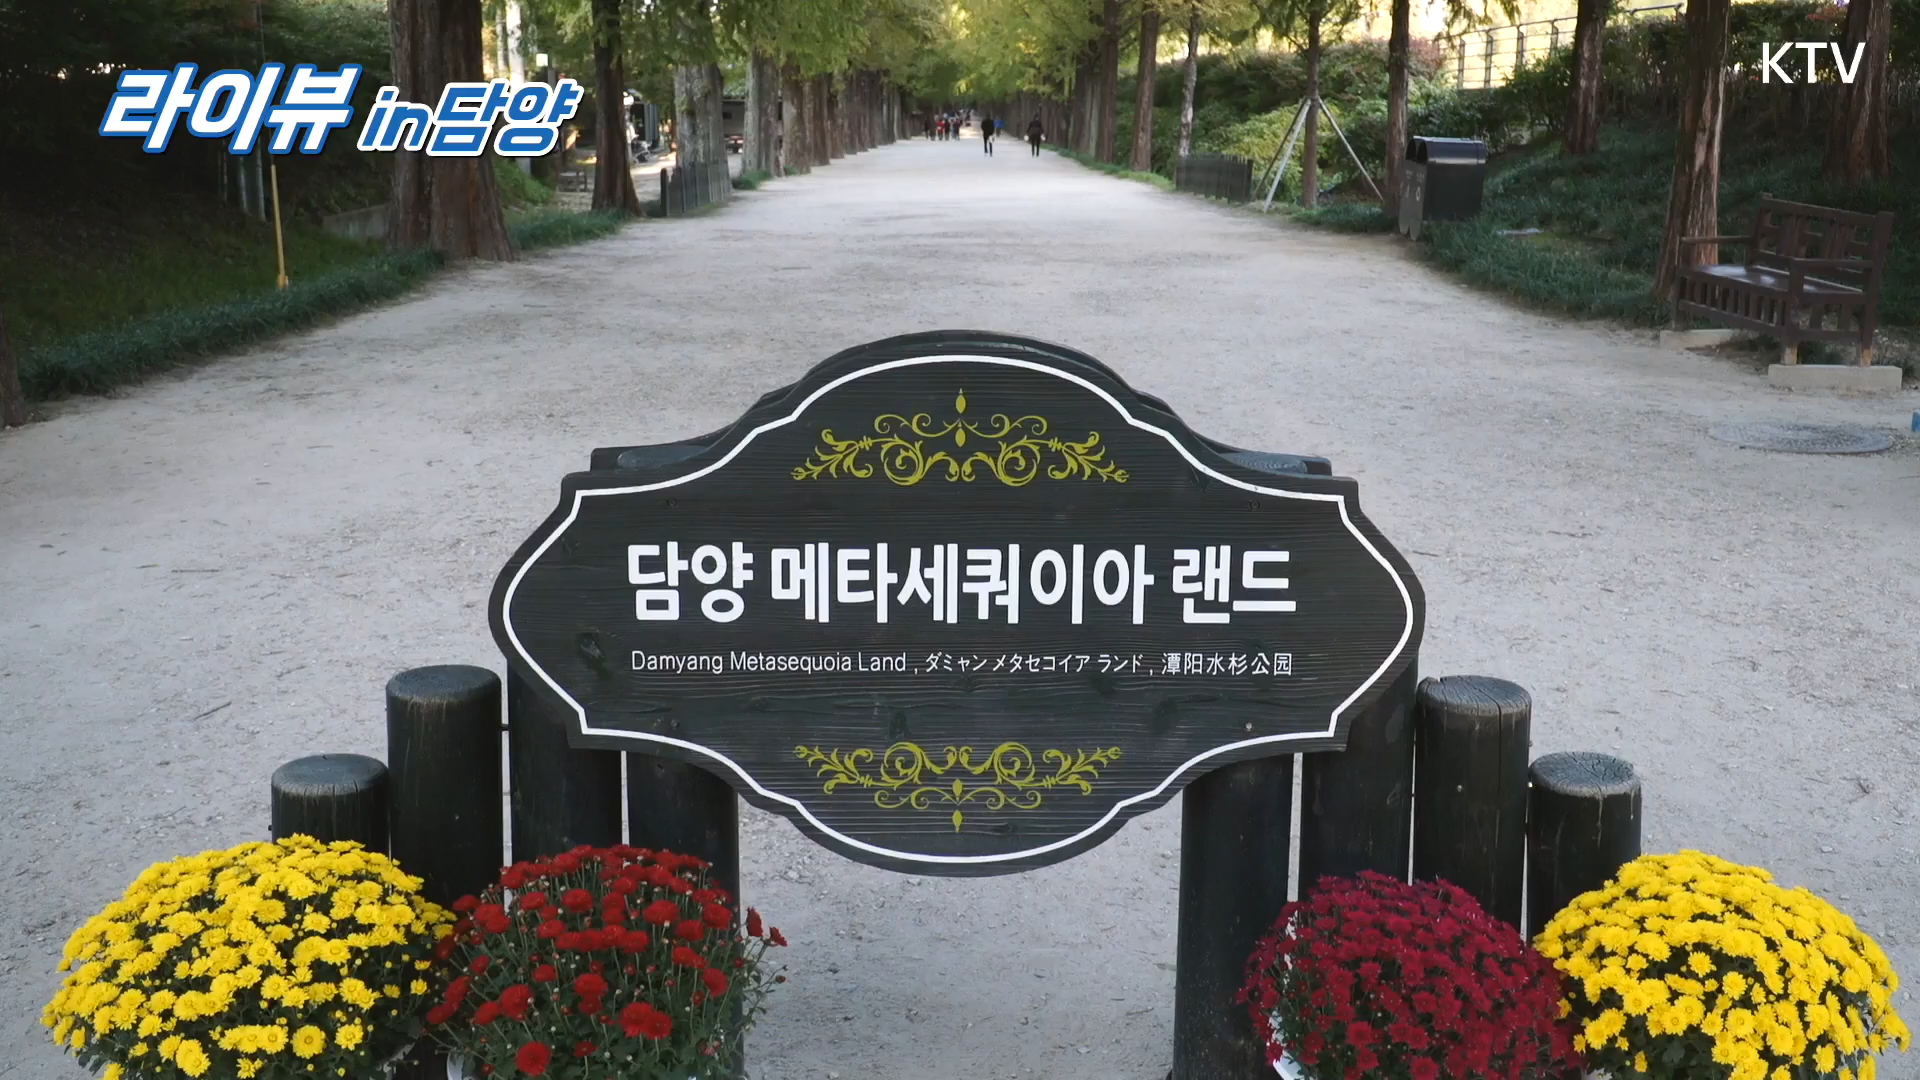 라이뷰 in 담양
KTV
담양 메타세쿼이아 랜드
Damyang Metasequoia Land , ダミャン メタセコイア ランド , 潭阳水杉公园